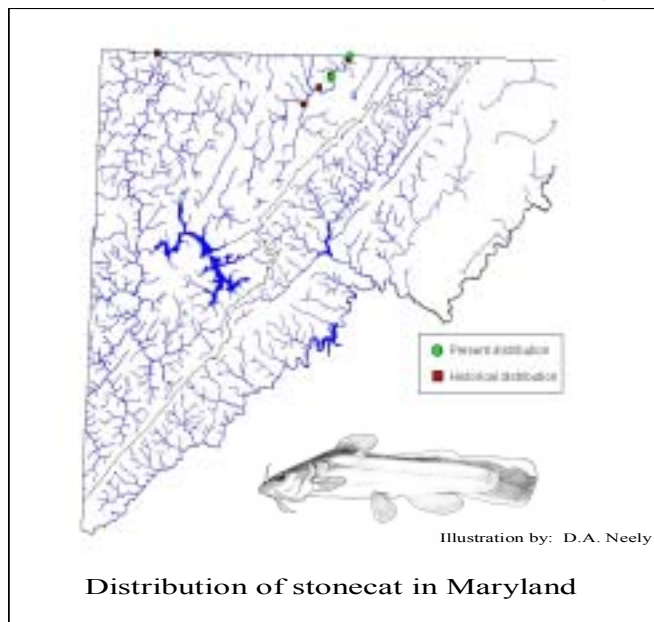 Present distribution
Historical distribution
Illustration by: D.A. Neely
Distribution of stonecat in Maryland